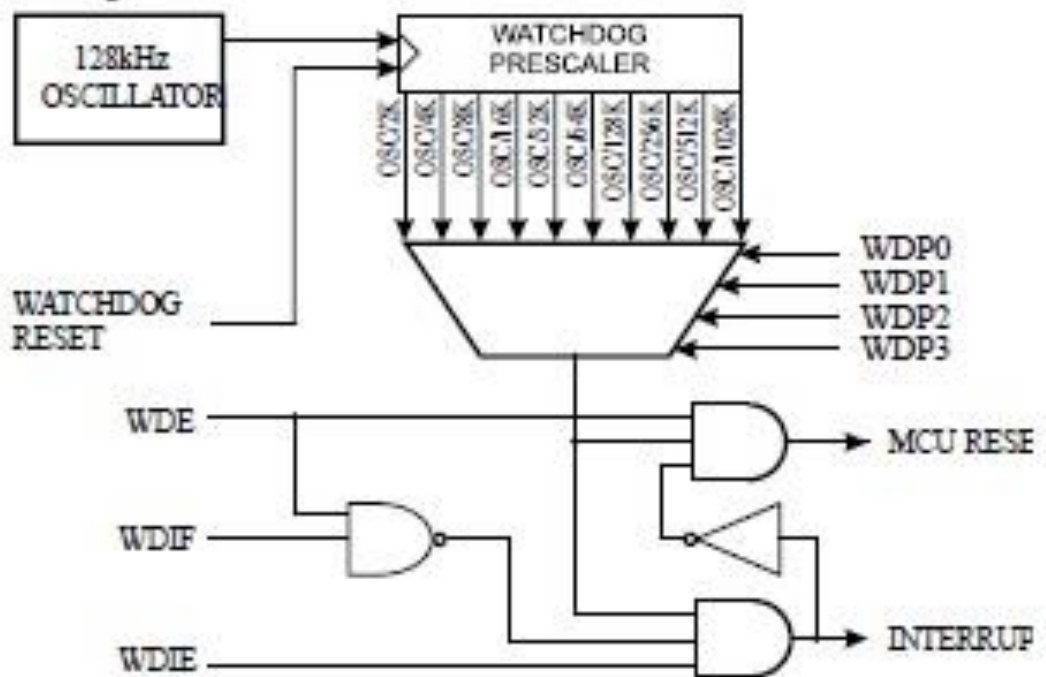 128kHz
OSCILLATOR
WATCHDOG
PRESCALER
OSC/2K
OSC/4K
OSC/8K
OSC/16K
OSC/32K
OSC/64K
OSC/128K
OSC/256K
OSC/512K
OSC/1024K
WDP0
WDP1
WDP2
WDP3
WATCHDOG
RESET
WDE
MCU RESE
WDIF
WDIE
INTERRUP